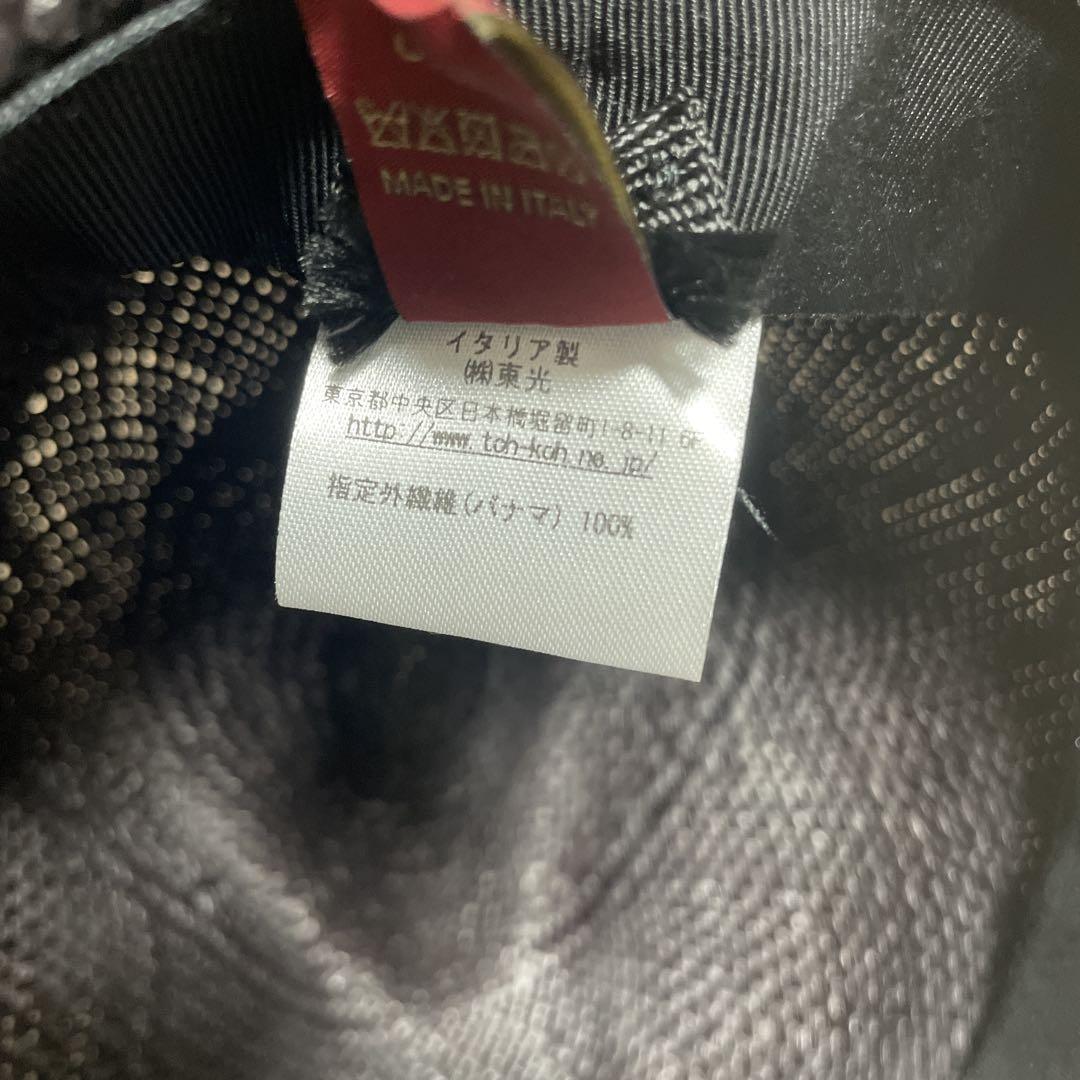 MADE IN ITALY
イタリア製
㈱東光
東京都中央区日本橋堀留町1-8-11 6F
http://www.toh-koh.ne.jp/
指定外繊維(パナマ) 100%